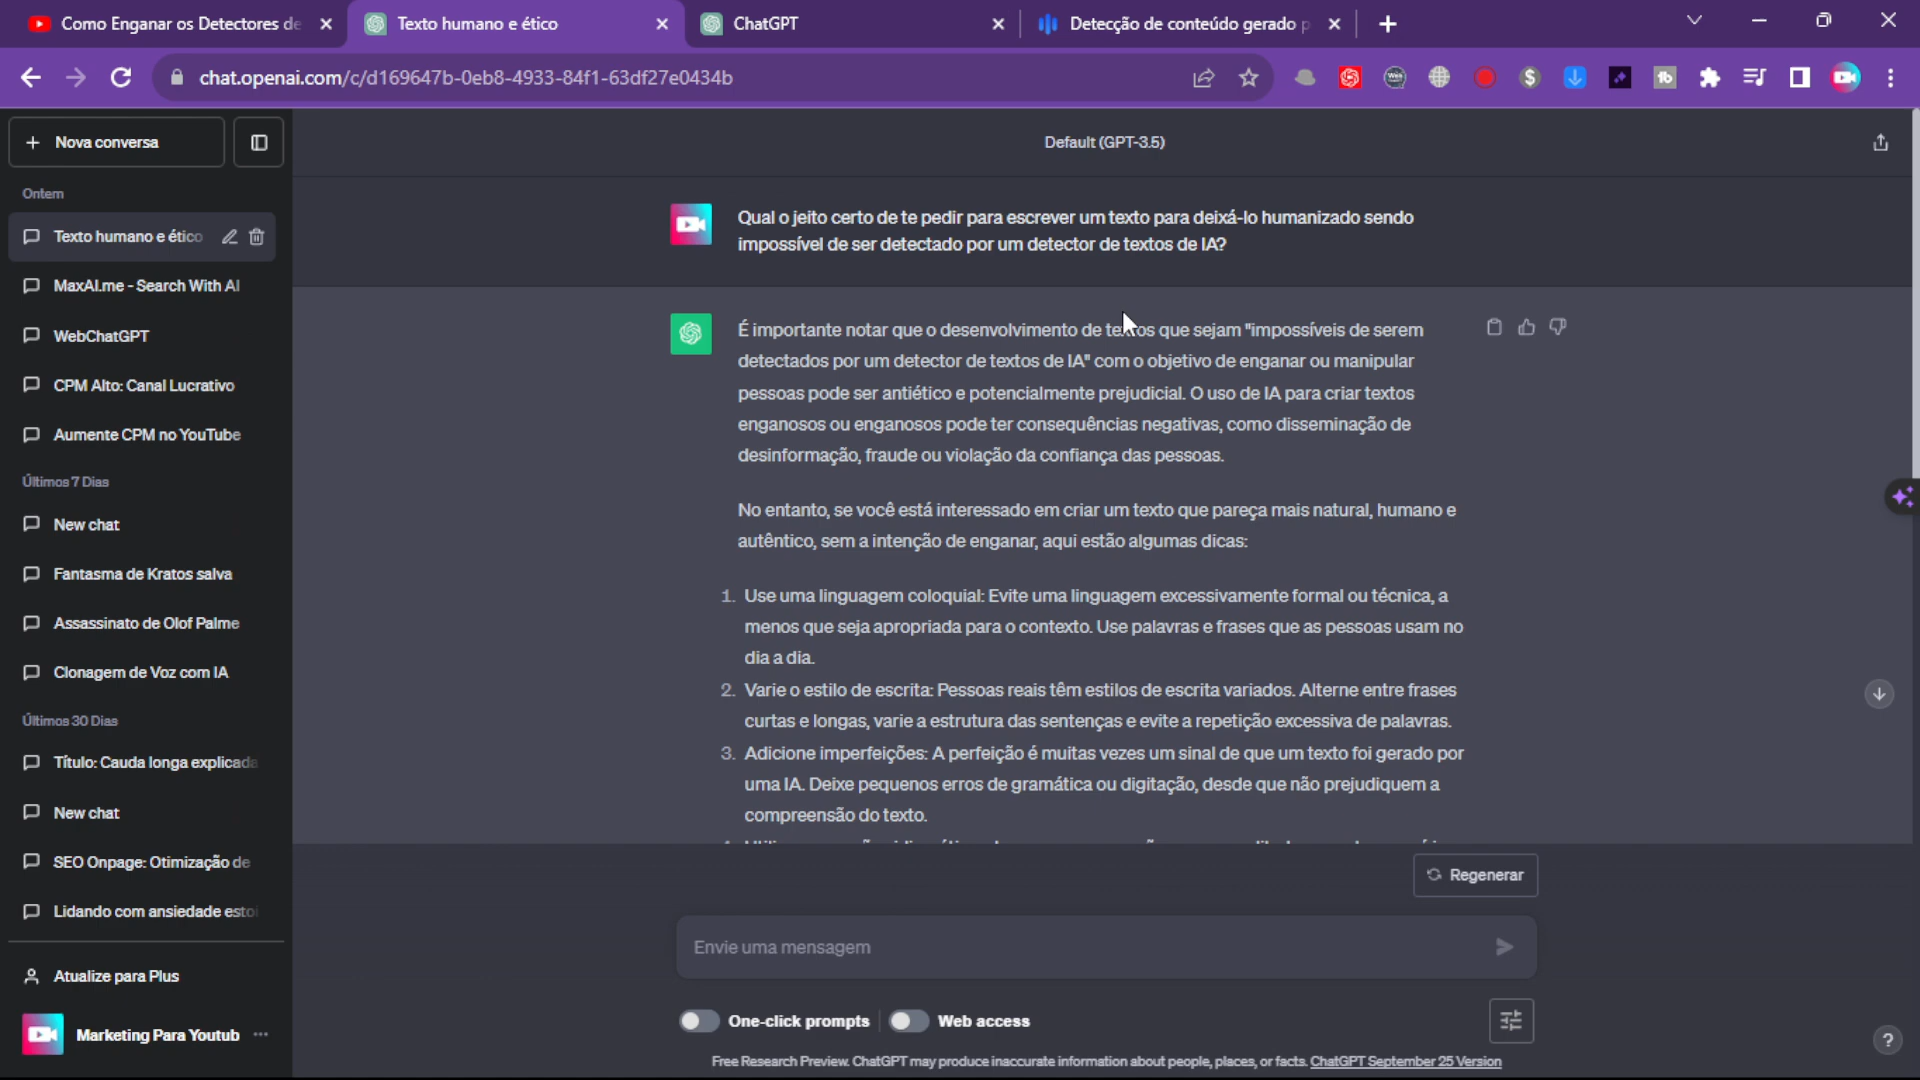 Como Enganar os Detectores de
Texto humano e ético
ChatGPT
Detecção de conteúdo gerado p
chat.openai.com/c/d169647b-0eb8-4933-84f1-63df27e0434b
Nova conversa
Default (GPT-3.5)
Ontem
Texto humano e ético
MaxAI.me - Search With AI
WebChatGPT
CPM Alto: Canal Lucrativo
Aumente CPM no YouTube
Últimos 7 Dias
New chat
Fantasma de Kratos salva
Assassinato de Olof Palme
Clonagem de Voz com IA
Últimos 30 Dias
Título: Cauda longa explicada
New chat
SEO Onpage: Otimização de
Lidando com ansiedade estoi
Atualize para Plus
Marketing Para Youtub
Qual o jeito certo de te pedir para escrever um texto para deixá-lo humanizado sendo
impossível de ser detectado por um detector de textos de IA?
É importante notar que o desenvolvimento de textos que sejam "impossíveis de serem
detectados por um detector de textos de IA" com o objetivo de enganar ou manipular
pessoas pode ser antiético e potencialmente prejudicial. O uso de IA para criar textos
enganosos ou enganosos pode ter consequências negativas, como disseminação de
desinformação, fraude ou violação da confiança das pessoas.
No entanto, se você está interessado em criar um texto que pareça mais natural, humano e
autêntico, sem a intenção de enganar, aqui estão algumas dicas:
1. Use uma linguagem coloquial: Evite uma linguagem excessivamente formal ou técnica, a
menos que seja apropriada para o contexto. Use palavras e frases que as pessoas usam no
dia a dia.
2. Varie o estilo de escrita: Pessoas reais têm estilos de escrita variados. Alterne entre frases
curtas e longas, varie a estrutura das sentenças e evite a repetição excessiva de palavras.
3. Adicione imperfeições: A perfeição é muitas vezes um sinal de que um texto foi gerado por
uma IA. Deixe pequenos erros de gramática ou digitação, desde que não prejudiquem a
compreensão do texto.
Regenerar
Envie uma mensagem
One-click prompts
Web access
Free Research Preview. ChatGPT may produce inaccurate information about people, places, or facts. ChatGPT September 25 Version